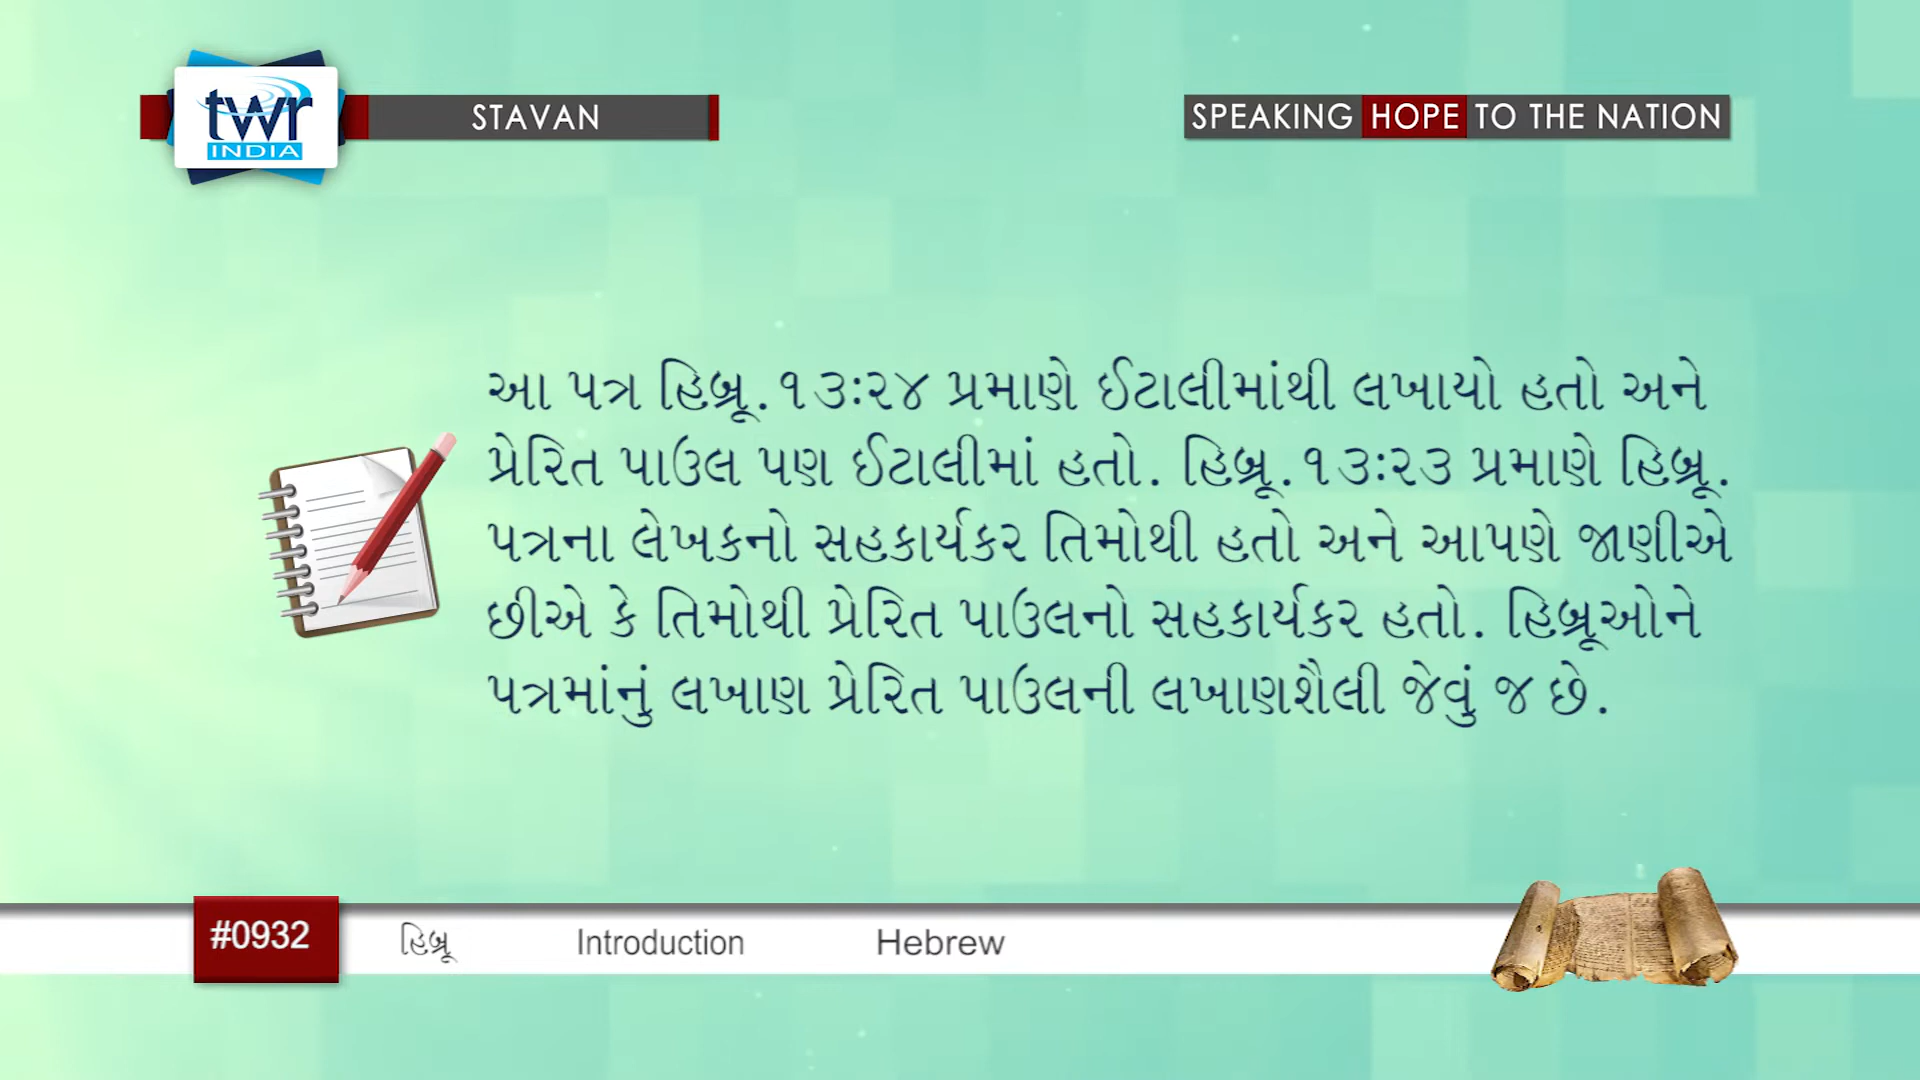 twr
INDIA
STAVAN
SPEAKING HOPE TO THE NATION
આ પત્ર હિબ્રૂ.૧૩:૨૪ પ્રમાણે ઈટાલીમાંથી લખાયો હતો અને
પ્રેરિત પાઉલ પણ ઈટાલીમાં હતો. હિબ્રૂ.૧૩:૨૩ પ્રમાણે હિબ્રૂ.
પત્રના લેખકનો સહકાર્યકર તિમોથી હતો અને આપણે જાણીએ
છીએ કે તિમોથી પ્રેરિત પાઉલનો સહકાર્યકર હતો. હિબ્રૂઓને
પત્રમાંનું લખાણ પ્રેરિત પાઉલની લખાણશૈલી જેવું જ છે.
#0932 હિબ્રૂ Introduction Hebrew